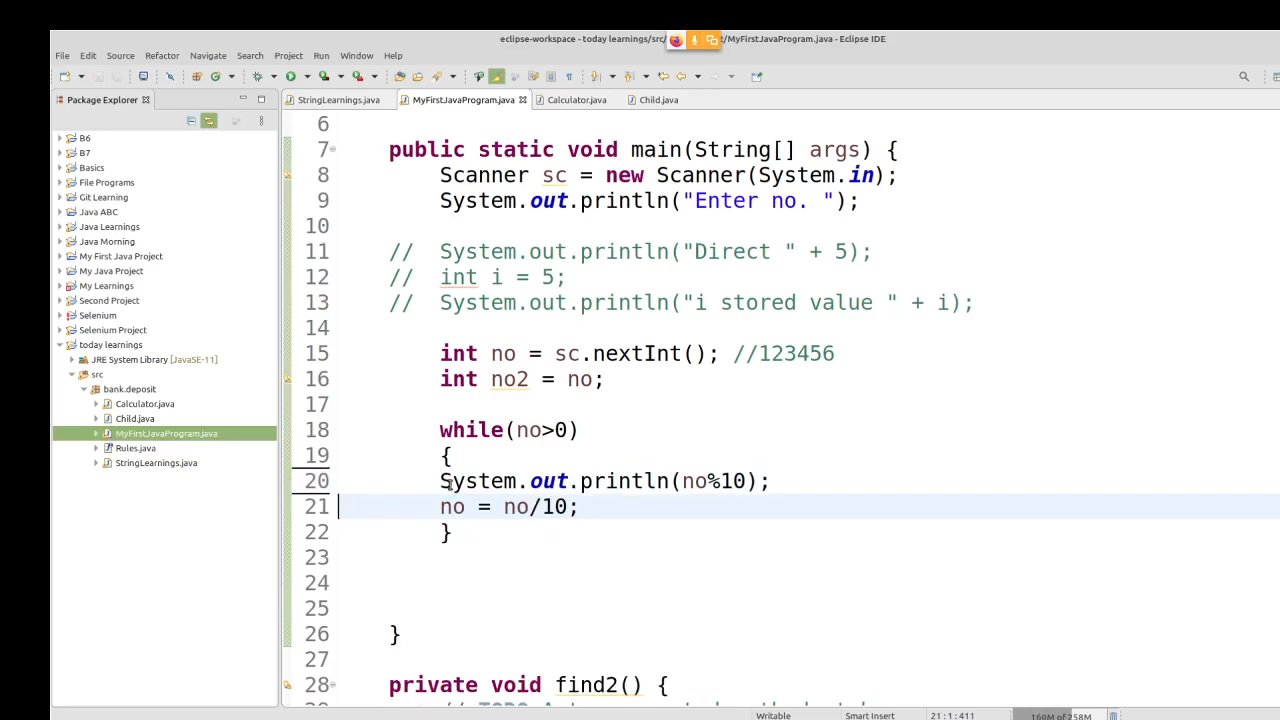 eclipse-workspace - today learnings/src/ t/MyFirstJavaProgram.java - Eclipse IDE
File Edit Source Refactor Navigate Search Project Run Window Help
Package Explorer
StringLearnings.java MyFirstJavaProgram.java Calculator.java Child.java
B6
B7
Basics
File Programs
Git Learning
Java ABC
Java Learnings
Java Morning
My First Java Project
My Java Project
My Learnings
Second Project
Selenium
Selenium Project
today learnings
JRE System Library [JavaSE-11]
src
bank.deposit
Calculator.java
Child.java
MyFirstJavaProgram.java
Rules.java
StringLearnings.java
6
7 public static void main(String[] args) {
8 Scanner sc = new Scanner(System.in);
9 System.out.println("Enter no. ");
10
11 // System.out.println("Direct " + 5);
12 // int i = 5;
13 // System.out.println("i stored value " + i);
14
15 int no = sc.nextInt(); //123456
16 int no2 = no;
17
18 while(no>0)
19 {
20 System.out.println(no%10);
21 no = no/10;
22 }
23
24
25
26 }
27
28 private void find2() {
Writable Smart Insert 21 : 1 : 411 160M of 258M